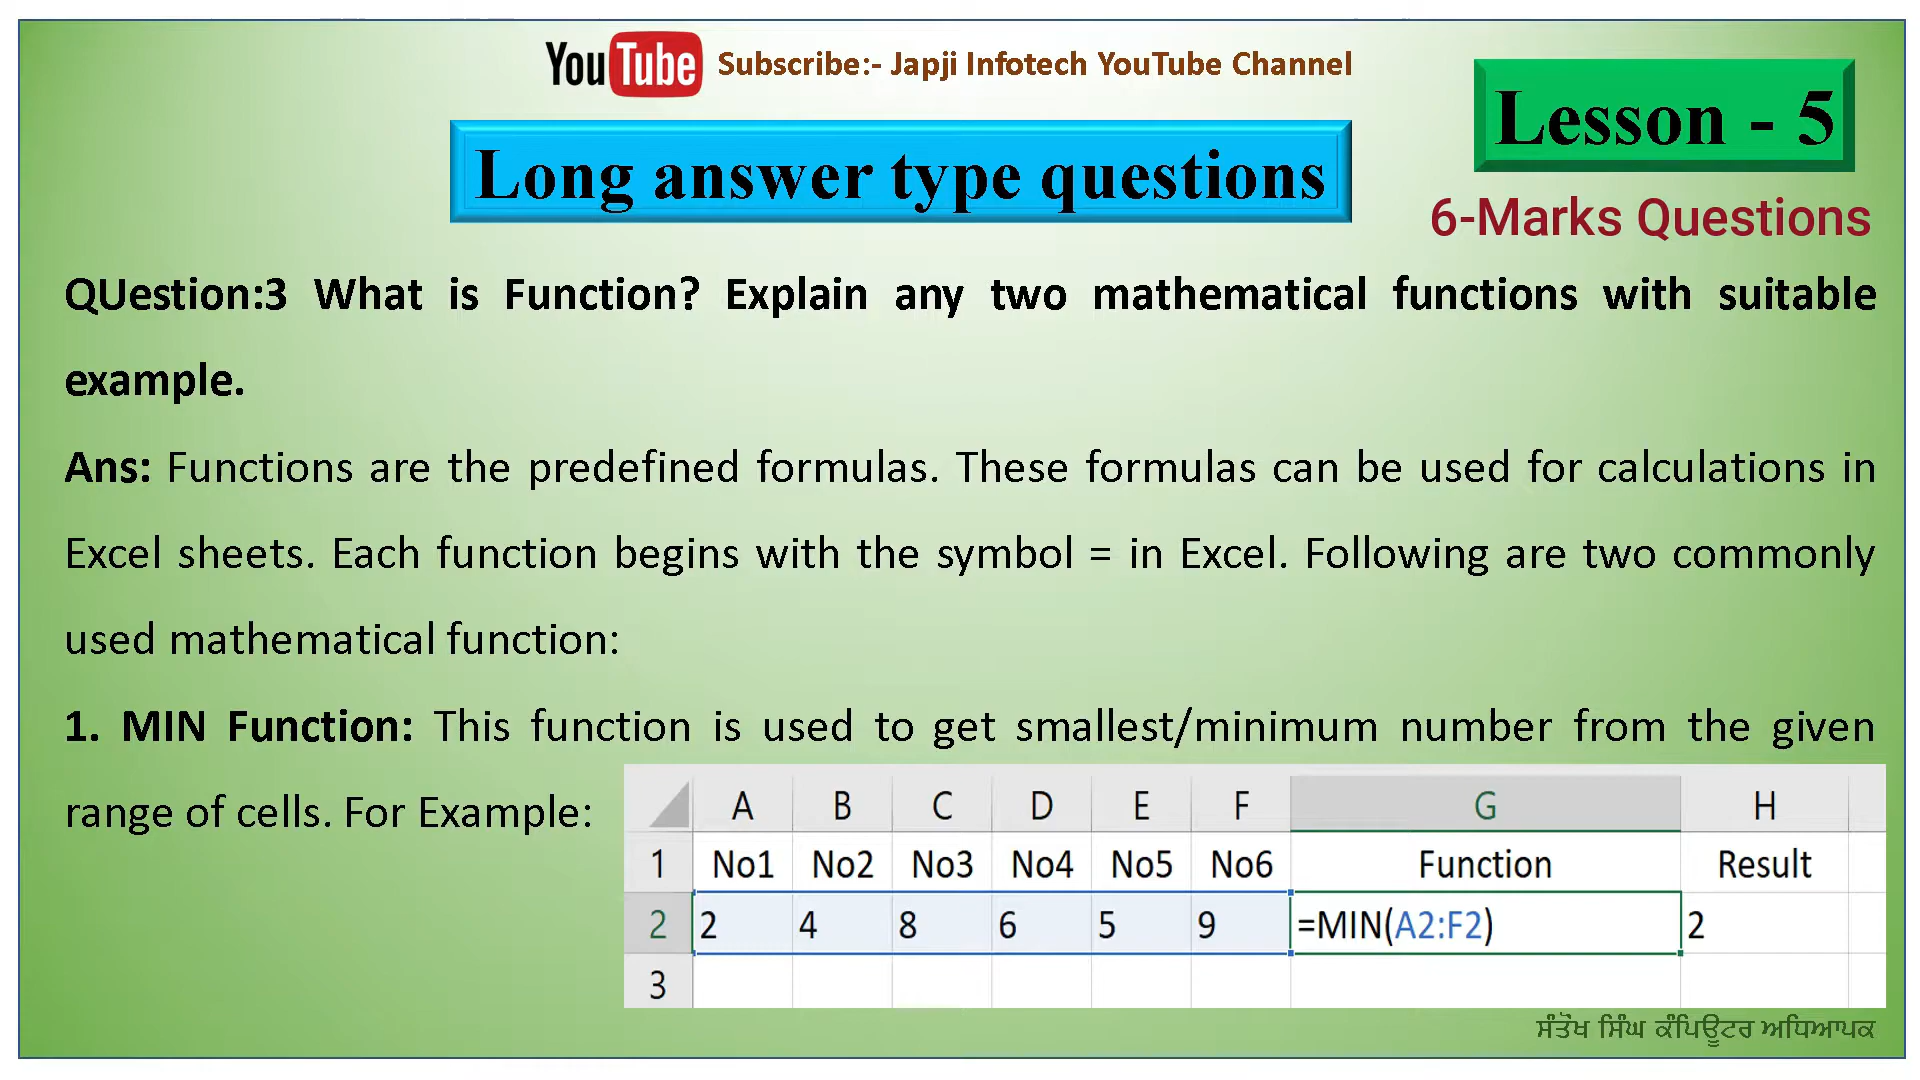 YouTube Subscribe:- Japji Infotech YouTube Channel
Lesson - 5
Long answer type questions
6-Marks Questions
QUestion:3 What is Function? Explain any two mathematical functions with suitable
example.
Ans: Functions are the predefined formulas. These formulas can be used for calculations in
Excel sheets. Each function begins with the symbol = in Excel. Following are two commonly
used mathematical function:
1. MIN Function: This function is used to get smallest/minimum number from the given
range of cells. For Example:
A B C D E F G H
1 No1 No2 No3 No4 No5 No6 Function Result
2 2 4 8 6 5 9 =MIN(A2:F2) 2
3
ਸੰਤੋਖ ਸਿੰਘ ਕੰਪਿਊਟਰ ਅਧਿਆਪਕ